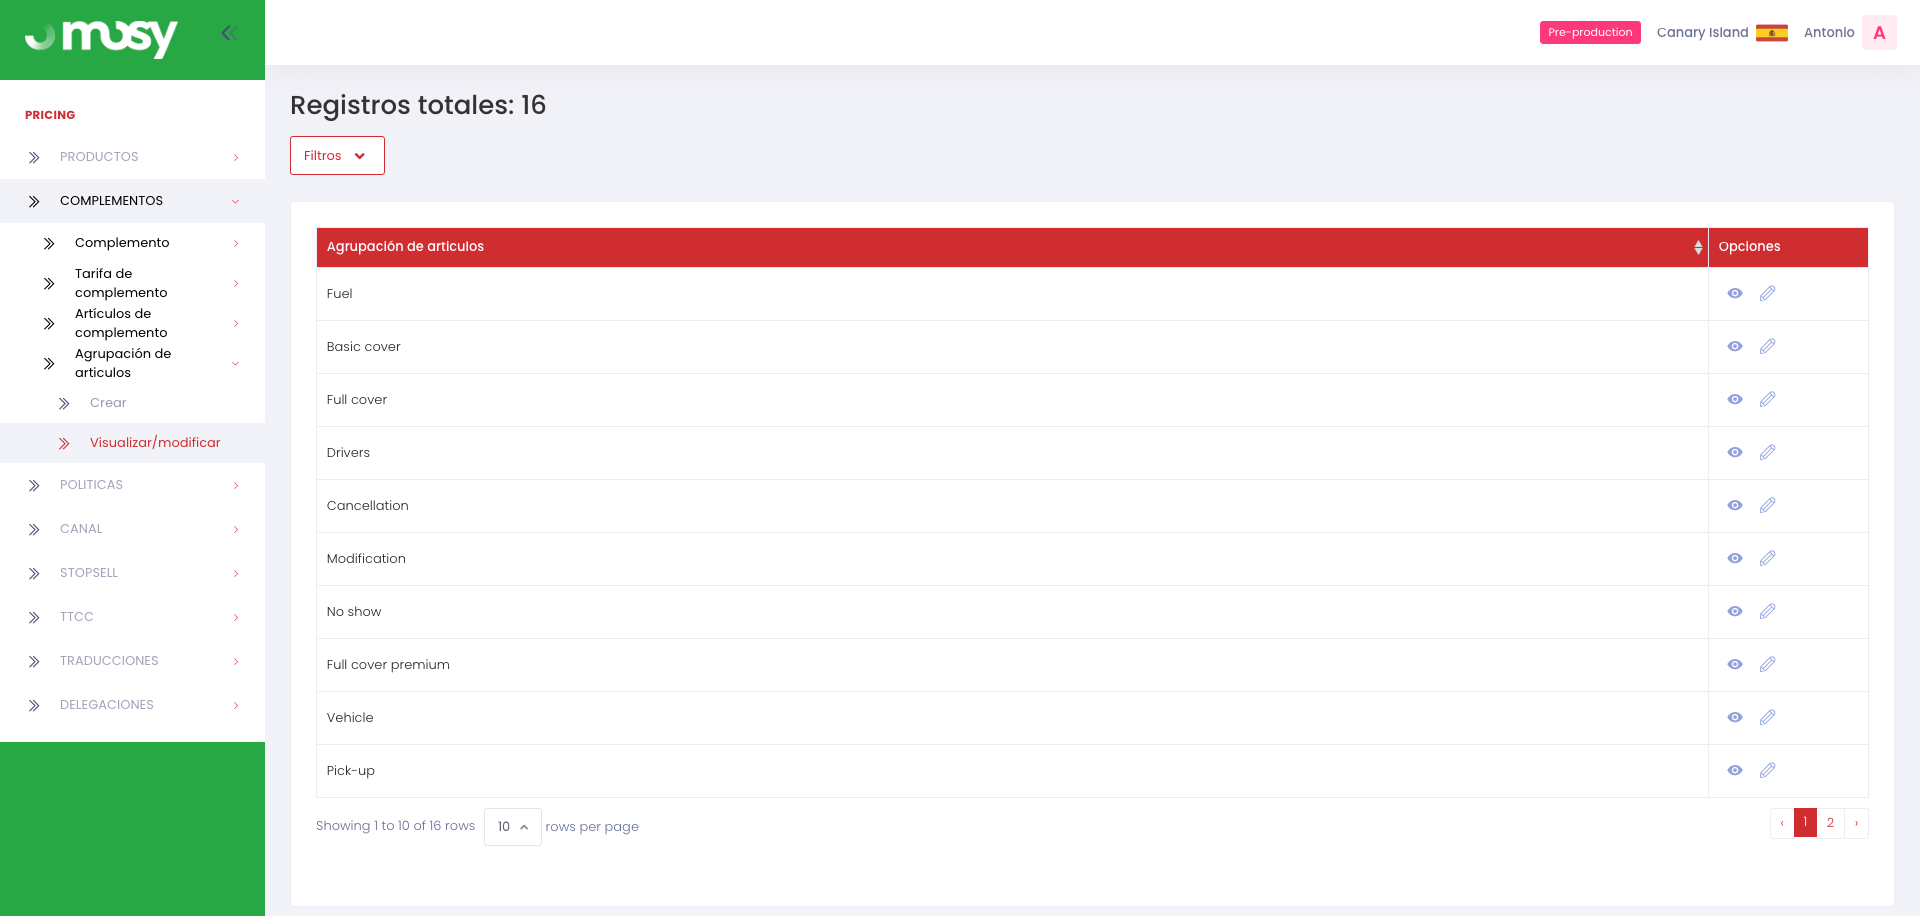 mosy
Pre-production
Canary Island
Antonio
A
PRICING
PRODUCTOS
COMPLEMENTOS
Complemento
Tarifa de
complemento
Artículos de
complemento
Agrupación de
articulos
Crear
Visualizar/modificar
POLITICAS
CANAL
STOPSELL
TTCC
TRADUCCIONES
DELEGACIONES
Registros totales: 16
Filtros
Agrupación de articulos
Opciones
Fuel
Basic cover
Full cover
Drivers
Cancellation
Modification
No show
Full cover premium
Vehicle
Pick-up
Showing 1 to 10 of 16 rows 10 rows per page
‹ 1 2 ›